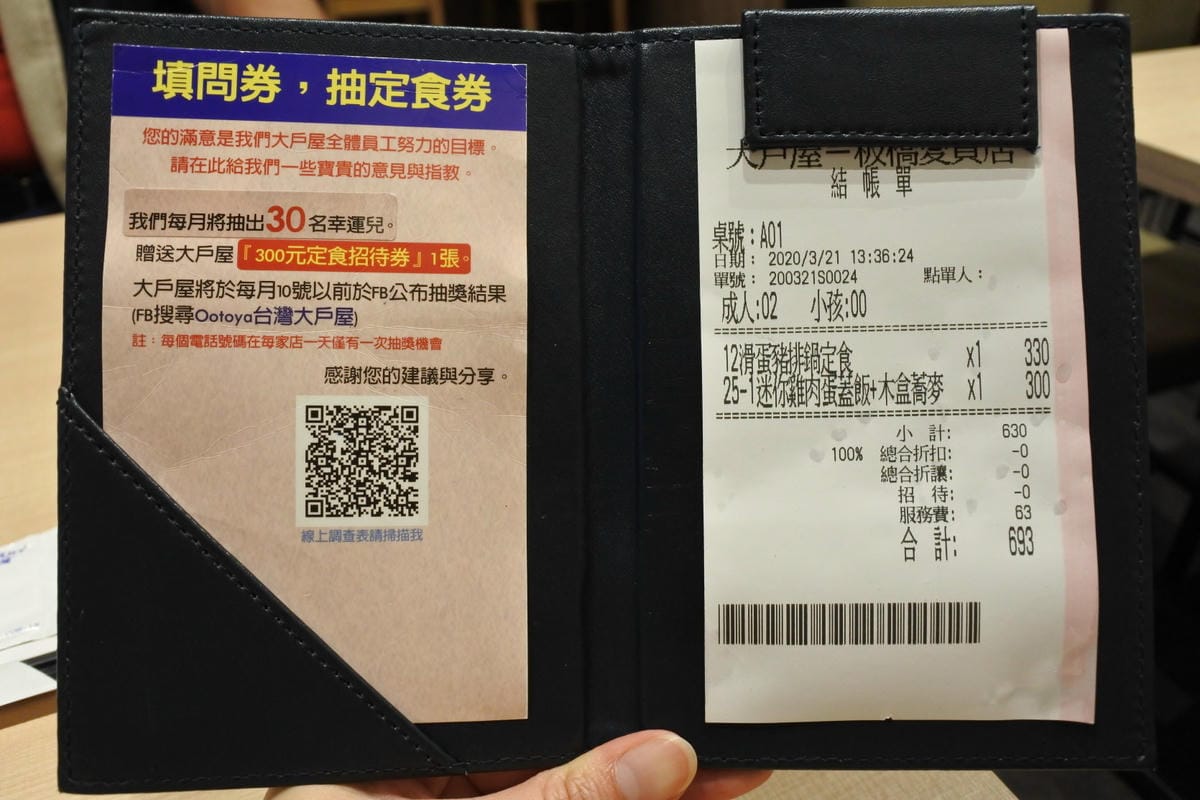 填問券，抽定食券
您的滿意是我們大戶屋全體員工努力的目標。
請在此給我們一些寶貴的意見與指教。
我們每月將抽出30名幸運兒。
贈送大戶屋『300元定食招待券』1張。
大戶屋將於每月10號以前於FB公布抽獎結果
(FB搜尋Ootoya台灣大戶屋)
註：每個電話號碼在每家店一天僅有一次抽獎機會
感謝您的建議與分享。
線上調查表請掃描我
大戶屋－板橋愛買店
結帳單
桌號：A01
日期： 2020/3/21 13:36:24
單號： 200321S0024 點單人：
成人:02 小孩:00
12滑蛋豬排鍋定食 x1 330
25-1迷你雞肉蛋蓋飯+木盒蕎麥 x1 300
小 計: 630
100% 總合折扣: -0
總合折讓: -0
招 待: -0
服務費: 63
合 計: 693